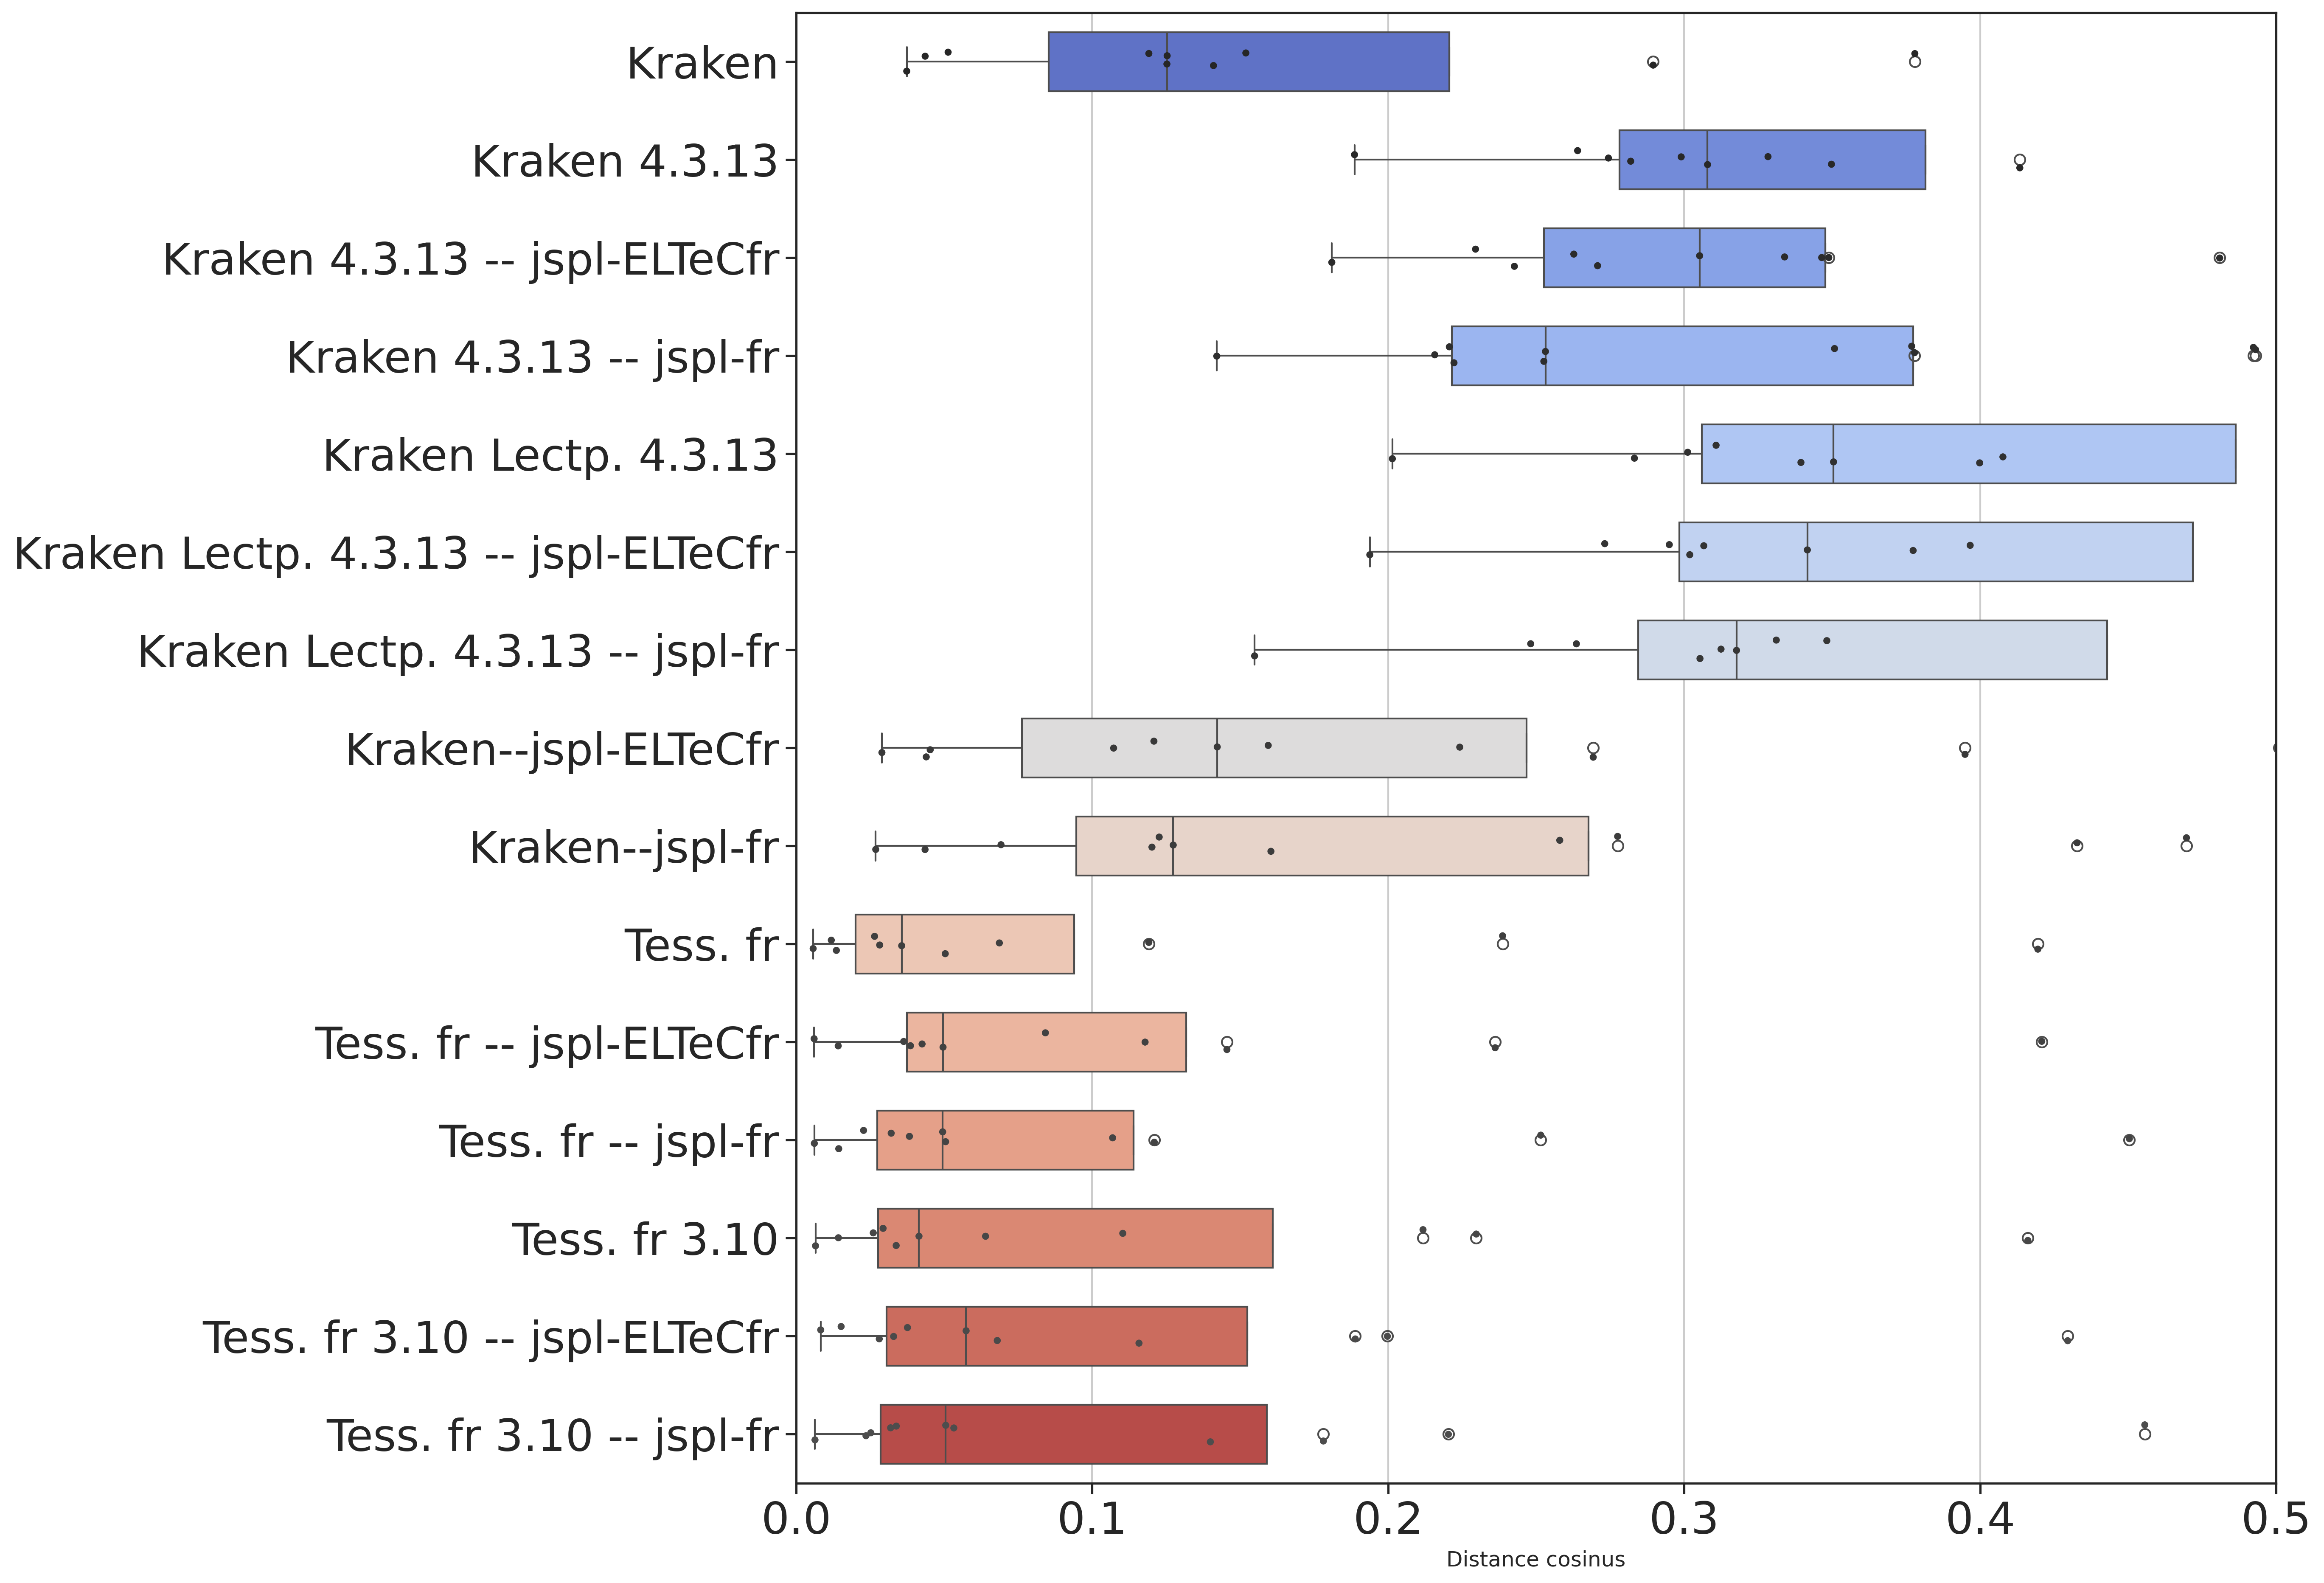 Kraken
Kraken 4.3.13
Kraken 4.3.13 -- jspl-ELTeCfr
Kraken 4.3.13 -- jspl-fr
Kraken Lectp. 4.3.13
Kraken Lectp. 4.3.13 -- jspl-ELTeCfr
Kraken Lectp. 4.3.13 -- jspl-fr
Kraken--jspl-ELTeCfr
Kraken--jspl-fr
Tess. fr
Tess. fr -- jspl-ELTeCfr
Tess. fr -- jspl-fr
Tess. fr 3.10
Tess. fr 3.10 -- jspl-ELTeCfr
Tess. fr 3.10 -- jspl-fr
0.0 0.1 0.2 0.3 0.4 0.5
Distance cosinus